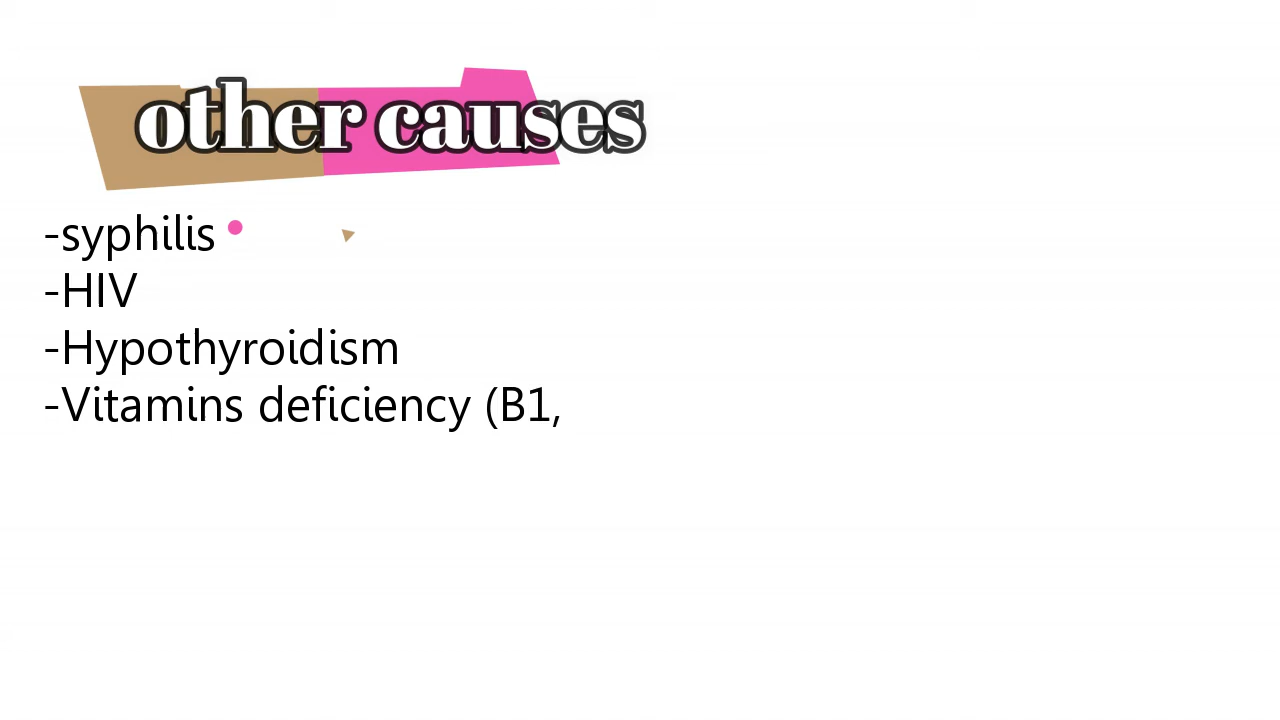 other causes
-syphilis
-HIV
-Hypothyroidism
-Vitamins deficiency (B1,